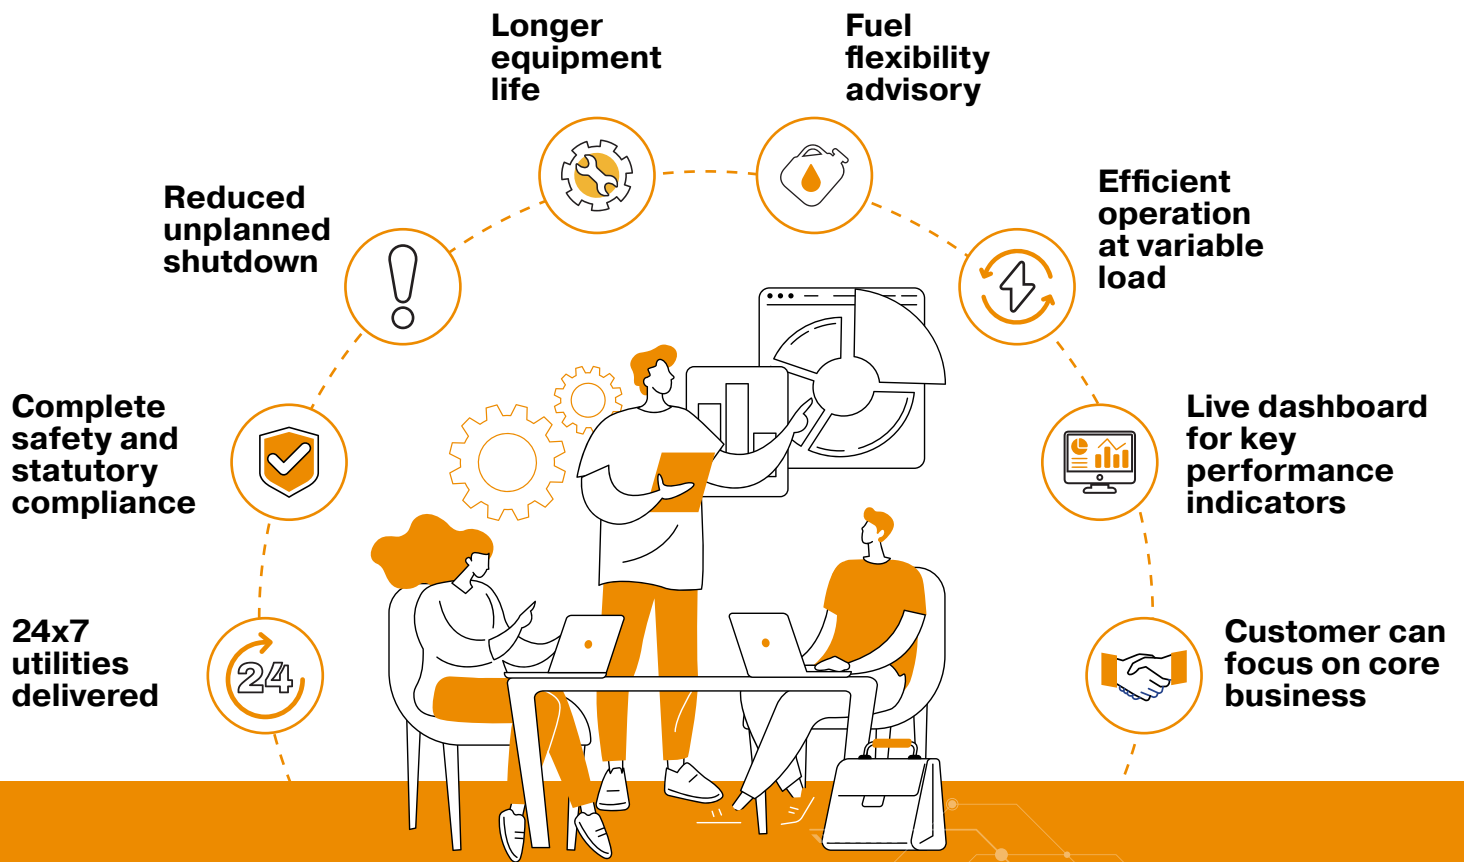 Longer
equipment
life
Fuel
flexibility
advisory
Reduced
unplanned
shutdown
Efficient
operation
at variable
load
Complete
safety and
statutory
compliance
Live dashboard
for key
performance
indicators
24x7
utilities
delivered
24
Customer can
focus on core
business